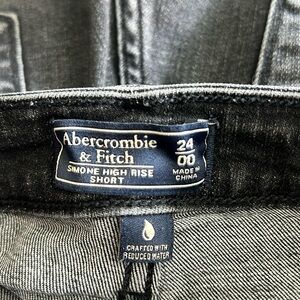 Abercrombie
& Fitch
SIMONE HIGH RISE
SHORT
24
00
MADE IN
CHINA
CRAFTED WITH
REDUCED WATER